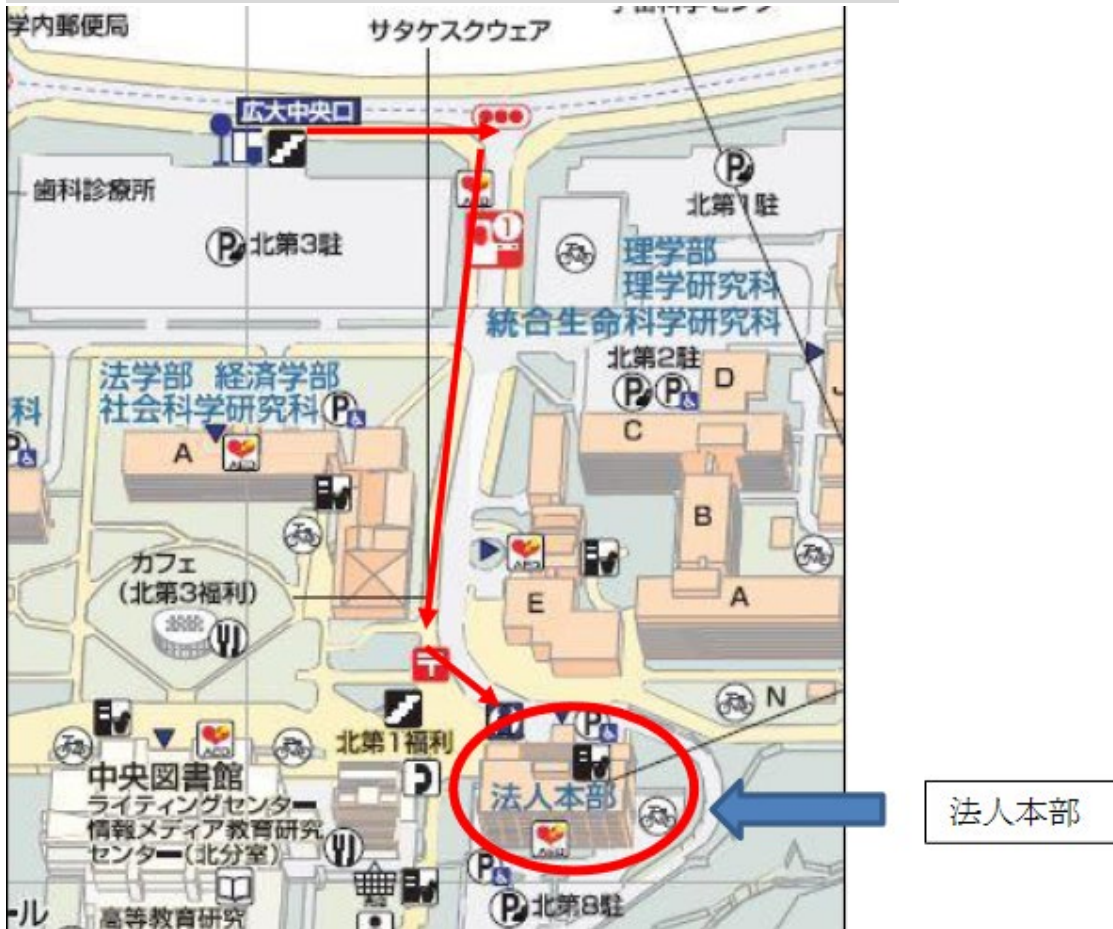 学内郵便局
サタケスクウェア
広大中央口
歯科診療所
北第3駐
北第1駐
理学部
理学研究科
統合生命科学研究科
北第2駐
法学部 経済学部
社会科学研究科
科
A
D
C
J
B
カフェ
(北第3福利)
E
A
N
北第1福利
中央図書館
ライティングセンター
情報メディア教育研究
センター(北分室)
法人本部
法人本部
高等教育研究
北第8駐
ール